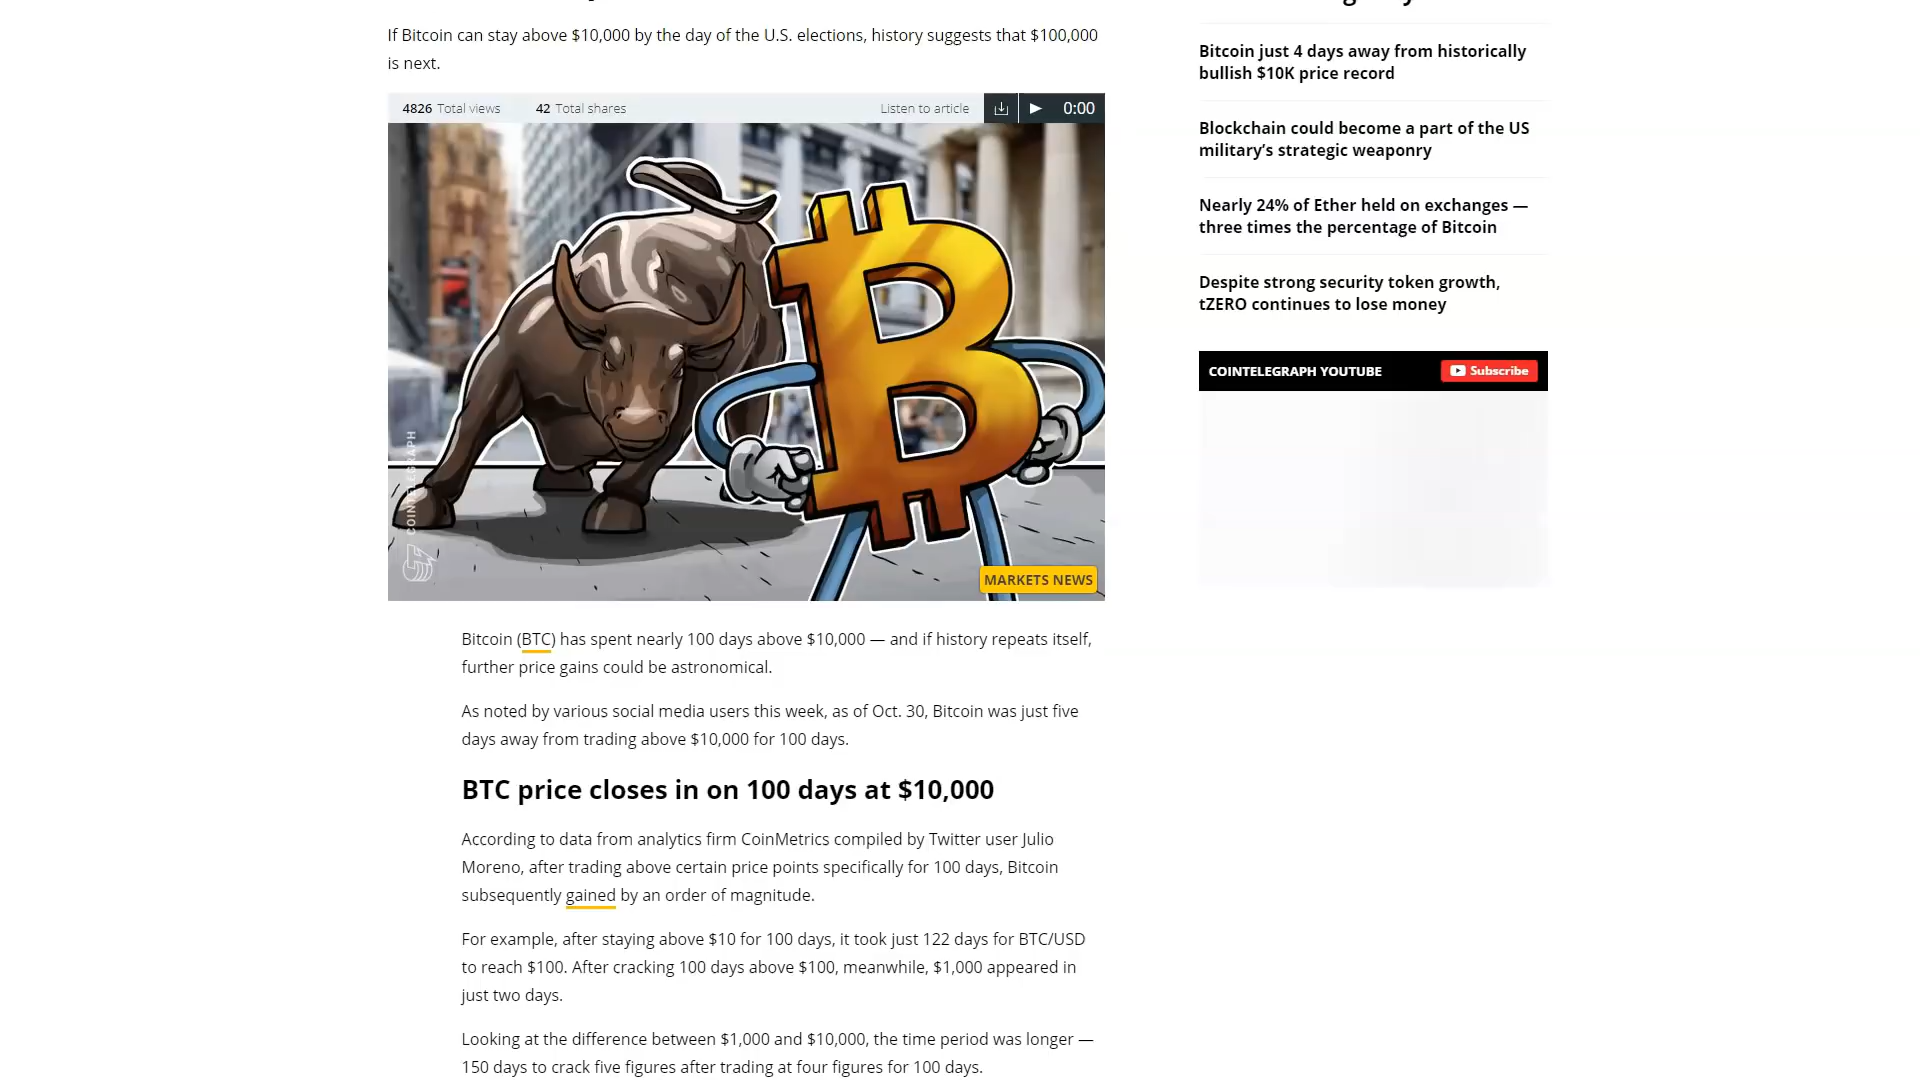 If Bitcoin can stay above $10,000 by the day of the U.S. elections, history suggests that $100,000
is next.
4826 Total views 42 Total shares Listen to article 0:00
COINTELEGRAPH
MARKETS NEWS
Bitcoin (BTC) has spent nearly 100 days above $10,000 — and if history repeats itself,
further price gains could be astronomical.
As noted by various social media users this week, as of Oct. 30, Bitcoin was just five
days away from trading above $10,000 for 100 days.
BTC price closes in on 100 days at $10,000
According to data from analytics firm CoinMetrics compiled by Twitter user Julio
Moreno, after trading above certain price points specifically for 100 days, Bitcoin
subsequently gained by an order of magnitude.
For example, after staying above $10 for 100 days, it took just 122 days for BTC/USD
to reach $100. After cracking 100 days above $100, meanwhile, $1,000 appeared in
just two days.
Looking at the difference between $1,000 and $10,000, the time period was longer —
150 days to crack five figures after trading at four figures for 100 days.
Bitcoin just 4 days away from historically
bullish $10K price record
Blockchain could become a part of the US
military’s strategic weaponry
Nearly 24% of Ether held on exchanges —
three times the percentage of Bitcoin
Despite strong security token growth,
tZERO continues to lose money
COINTELEGRAPH YOUTUBE Subscribe